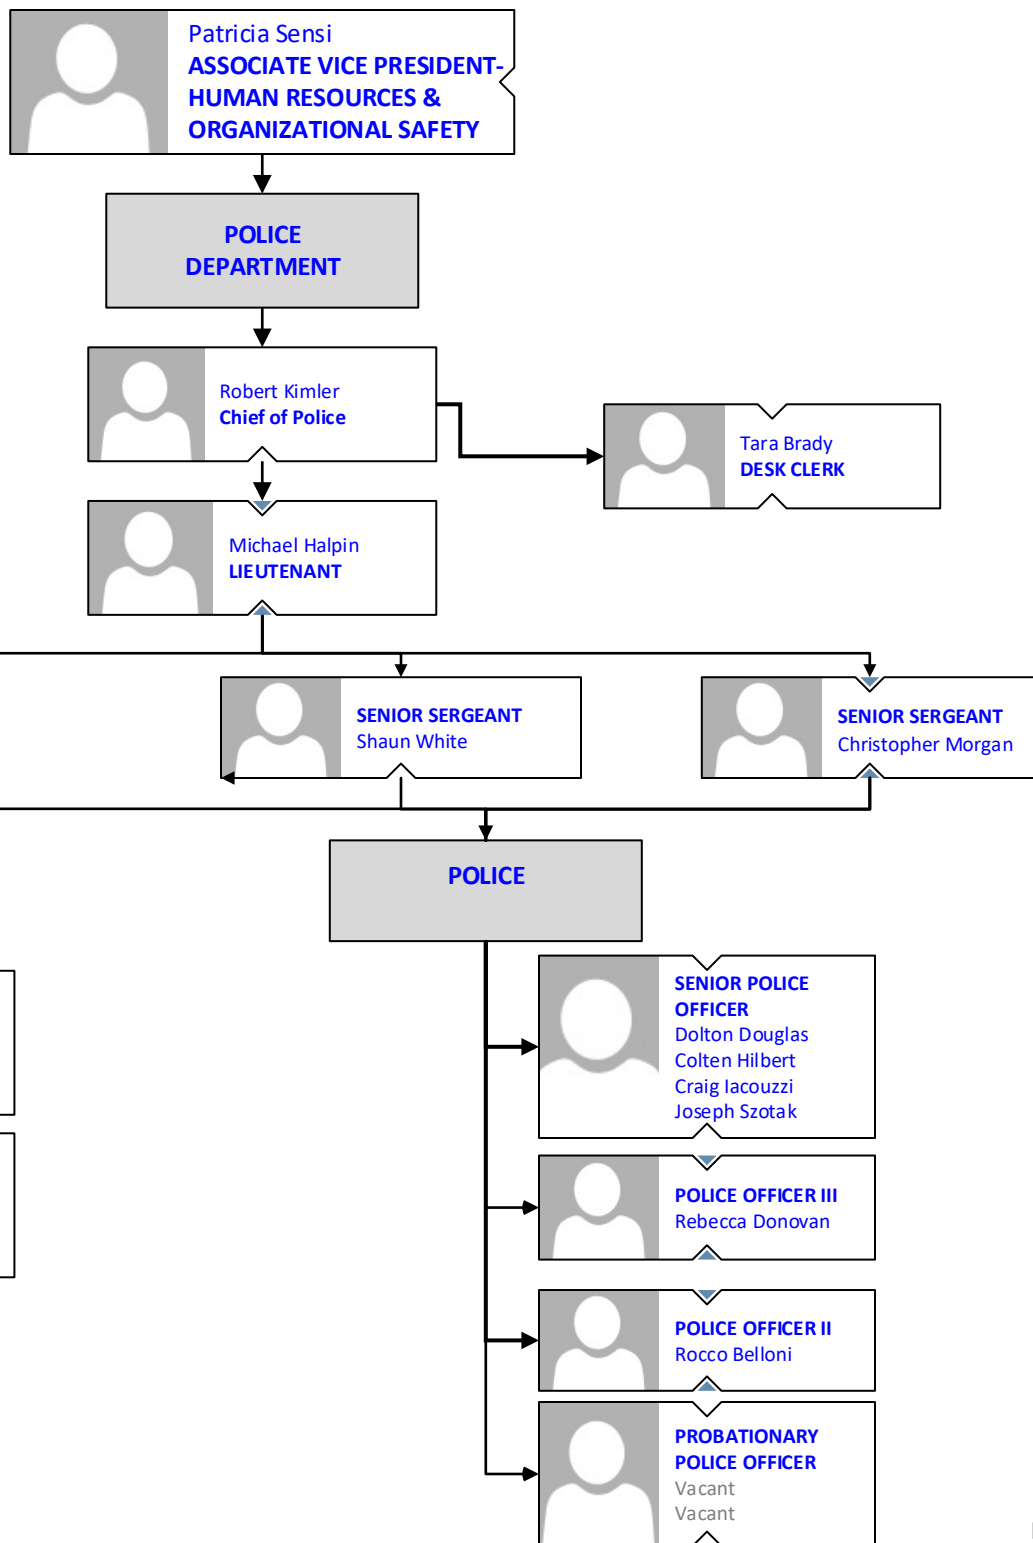 Patricia Sensi
ASSOCIATE VICE PRESIDENT-
HUMAN RESOURCES &
ORGANIZATIONAL SAFETY
POLICE
DEPARTMENT
Robert Kimler
Chief of Police
Tara Brady
DESK CLERK
Michael Halpin
LIEUTENANT
SENIOR SERGEANT
Shaun White
SENIOR SERGEANT
Christopher Morgan
POLICE
SENIOR POLICE
OFFICER
Dolton Douglas
Colten Hilbert
Craig Iacouzzi
Joseph Szotak
POLICE OFFICER III
Rebecca Donovan
POLICE OFFICER II
Rocco Belloni
PROBATIONARY
POLICE OFFICER
Vacant
Vacant